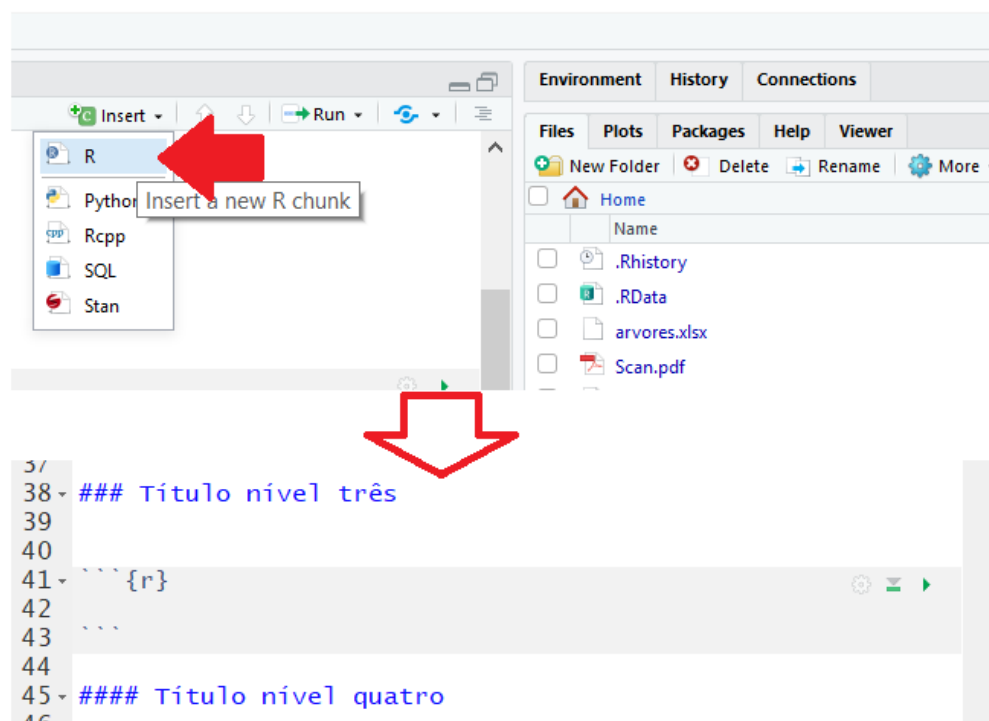 Environment History Connections
Insert Run
Files Plots Packages Help Viewer
R
New Folder Delete Rename More
Insert a new R chunk
Home
Name
Rcpp
.Rhistory
SQL
.RData
Stan
arvores.xlsx
Scan.pdf
37
38 ### Título nível três
39
40
41 ```{r}
42
43 ```
44
45 #### Título nível quatro